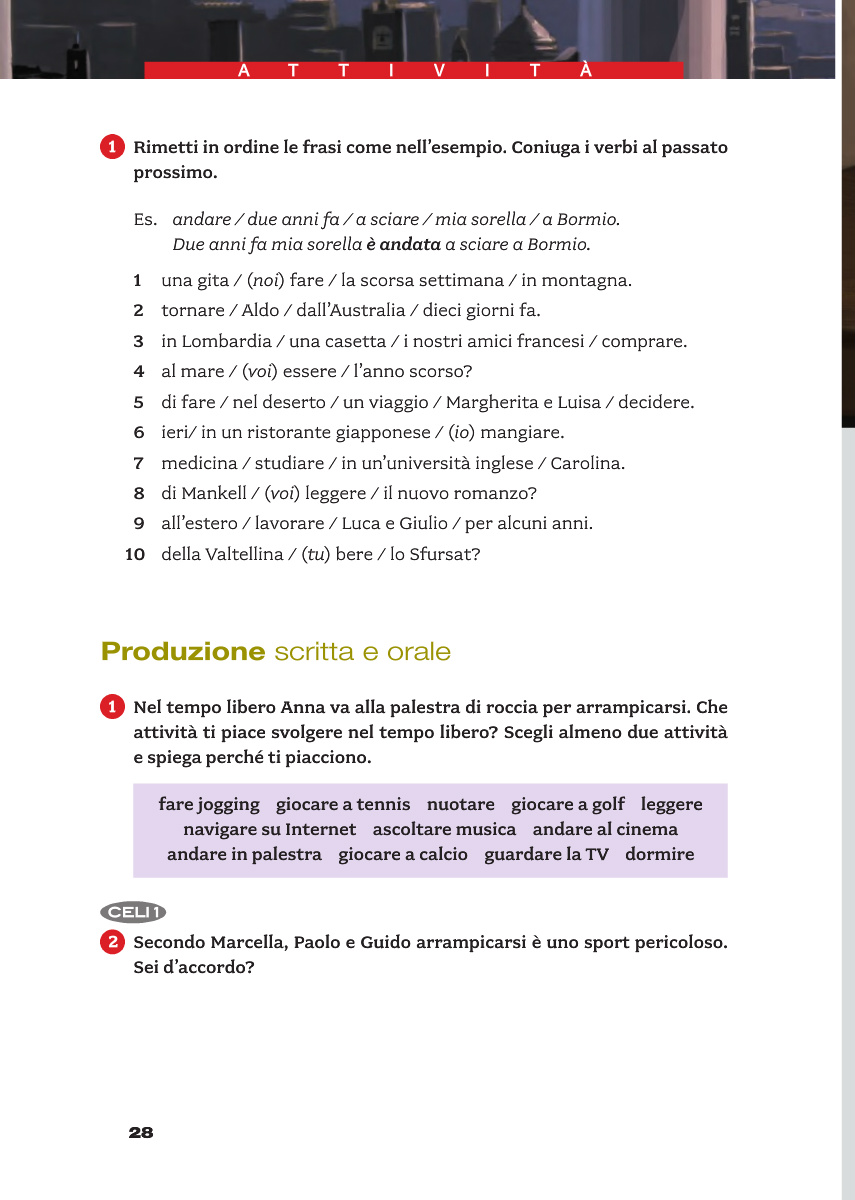 ATTIVITÀ
1 Rimetti in ordine le frasi come nell’esempio. Coniuga i verbi al passato
prossimo.
Es. andare / due anni fa / a sciare / mia sorella / a Bormio.
Due anni fa mia sorella è andata a sciare a Bormio.
1 una gita / (noi) fare / la scorsa settimana / in montagna.
2 tornare / Aldo / dall’Australia / dieci giorni fa.
3 in Lombardia / una casetta / i nostri amici francesi / comprare.
4 al mare / (voi) essere / l’anno scorso?
5 di fare / nel deserto / un viaggio / Margherita e Luisa / decidere.
6 ieri/ in un ristorante giapponese / (io) mangiare.
7 medicina / studiare / in un’università inglese / Carolina.
8 di Mankell / (voi) leggere / il nuovo romanzo?
9 all’estero / lavorare / Luca e Giulio / per alcuni anni.
10 della Valtellina / (tu) bere / lo Sfursat?
Produzione scritta e orale
1 Nel tempo libero Anna va alla palestra di roccia per arrampicarsi. Che
attività ti piace svolgere nel tempo libero? Scegli almeno due attività
e spiega perché ti piacciono.
fare jogging giocare a tennis nuotare giocare a golf leggere
navigare su Internet ascoltare musica andare al cinema
andare in palestra giocare a calcio guardare la TV dormire
CELI 1
2 Secondo Marcella, Paolo e Guido arrampicarsi è uno sport pericoloso.
Sei d’accordo?
28